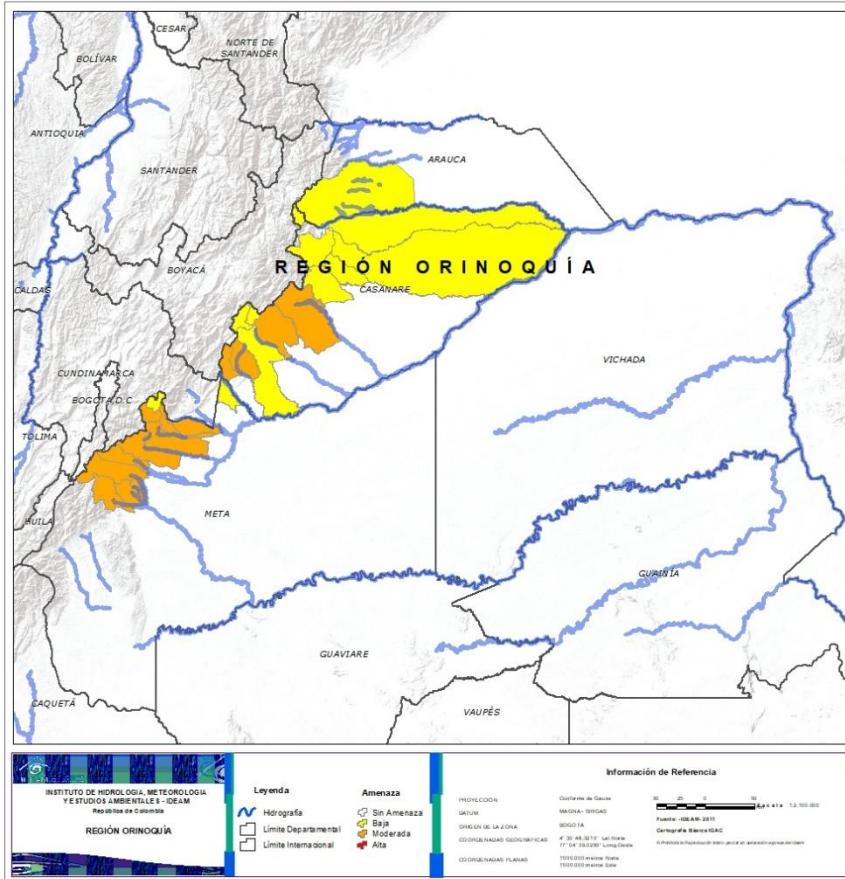 CESAR
NORTE DE
SANTANDER
BOLÍVAR
ANTIOQUIA
ARAUCA
SANTANDER
BOYACÁ
REGIÓN ORINOQUÍA
CALDAS
CASANARE
VICHADA
CUNDINAMARCA
BOGOTÁ, D.C
TOLIMA
META
HUILA
GUAINÍA
GUAVIARE
CAQUETÁ
VAUPÉS
INSTITUTO DE HIDROLOGIA, METEOROLOGIA
Y ESTUDIOS AMBIENTALES - IDEAM
República de Colombia
REGIÓN ORINOQUÍA
Leyenda
Hidrografía
Límite Departamental
Límite Internacional
Amenaza
Sin Amenaza
Baja
Moderada
Alta
Información de Referencia
PROYECCION
Conforme de Gauss
DATUM
MAGNA- SIRGAS
ORIGEN DE LA ZONA
BOGOTA
COORDENADAS GEOGRAFICAS
COORDENADAS PLANAS
Fuente: -IDEAM- 2011
Cartografía Básica IGAC